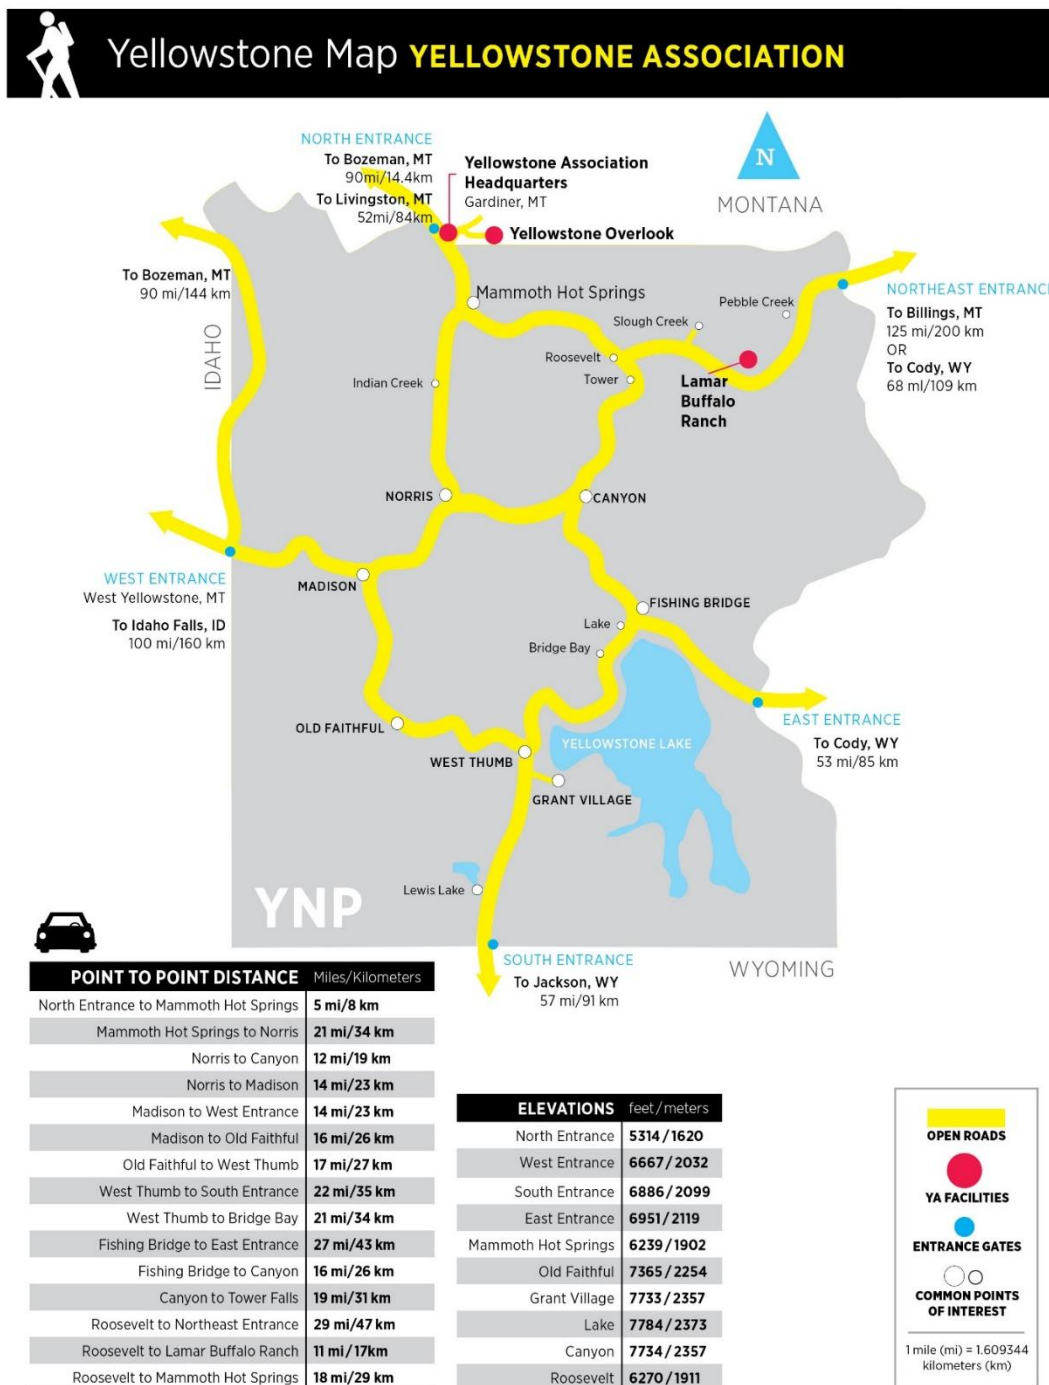 Yellowstone Map YELLOWSTONE ASSOCIATION
NORTH ENTRANCE
To Bozeman, MT
90mi/14.4km
To Livingston, MT
52mi/84km
Yellowstone Association
Headquarters
Gardiner, MT
Yellowstone Overlook
N
MONTANA
To Bozeman, MT
90 mi/144 km
IDAHO
Mammoth Hot Springs
Pebble Creek
Slough Creek
Roosevelt
Tower
Indian Creek
Lamar
Buffalo
Ranch
NORTHEAST ENTRANCE
To Billings, MT
125 mi/200 km
OR
To Cody, WY
68 ml/109 km
NORRIS
CANYON
WEST ENTRANCE
West Yellowstone, MT
To Idaho Falls, ID
100 mi/160 km
MADISON
FISHING BRIDGE
Lake
Bridge Bay
OLD FAITHFUL
WEST THUMB
YELLOWSTONE LAKE
GRANT VILLAGE
EAST ENTRANCE
To Cody, WY
53 mi/85 km
Lewis Lake
YNP
SOUTH ENTRANCE
To Jackson, WY
57 mi/91 km
WYOMING
POINT TO POINT DISTANCE Miles/Kilometers
North Entrance to Mammoth Hot Springs 5 mi/8 km
Mammoth Hot Springs to Norris 21 mi/34 km
Norris to Canyon 12 mi/19 km
Norris to Madison 14 mi/23 km
Madison to West Entrance 14 mi/23 km
Madison to Old Faithful 16 mi/26 km
Old Faithful to West Thumb 17 mi/27 km
West Thumb to South Entrance 22 mi/35 km
West Thumb to Bridge Bay 21 mi/34 km
Fishing Bridge to East Entrance 27 mi/43 km
Fishing Bridge to Canyon 16 mi/26 km
Canyon to Tower Falls 19 mi/31 km
Roosevelt to Northeast Entrance 29 mi/47 km
Roosevelt to Lamar Buffalo Ranch 11 mi/17km
Roosevelt to Mammoth Hot Springs 18 mi/29 km
ELEVATIONS feet/meters
North Entrance 5314/1620
West Entrance 6667/2032
South Entrance 6886/2099
East Entrance 6951/2119
Mammoth Hot Springs 6239/1902
Old Faithful 7365/2254
Grant Village 7733/2357
Lake 7784/2373
Canyon 7734/2357
Roosevelt 6270/1911
OPEN ROADS
YA FACILITIES
ENTRANCE GATES
COMMON POINTS
OF INTEREST
1 mile (mi) = 1.609344
kilometers (km)